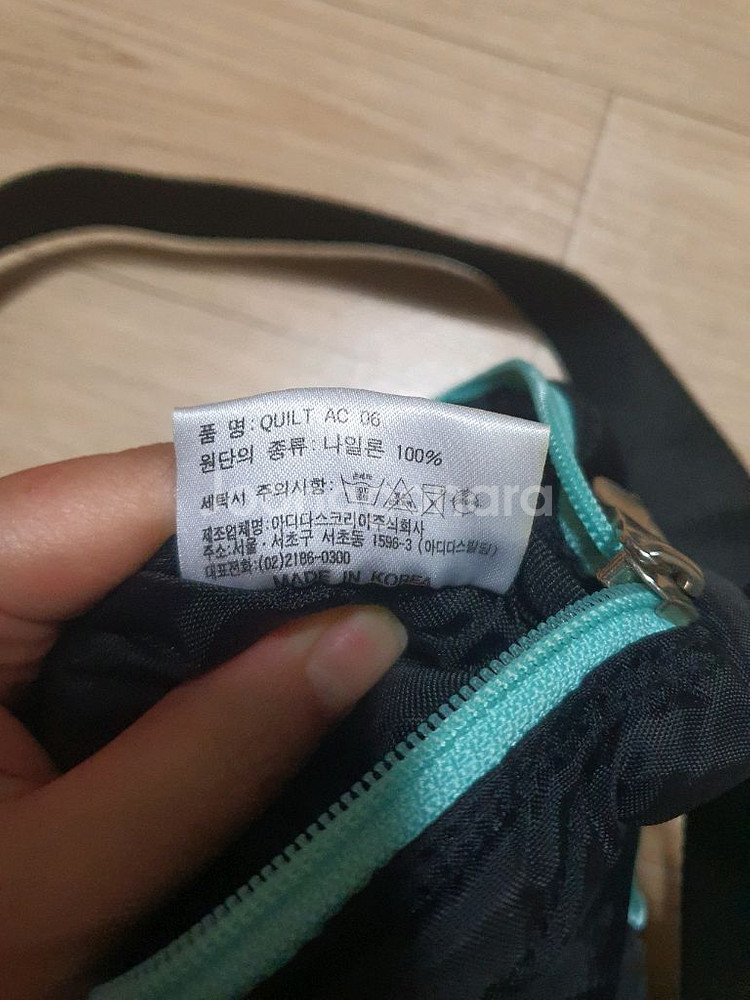 품 명:QUILT AC 06
원단의 종류:나일론 100%
세탁시 주의사항:
제조업체명:아디다스코리아주식회사
주소:서울. 서초구 서초동 1596-3 (아디다스빌딩)
대표전화:(02)2186-0300
MADE IN KOREA